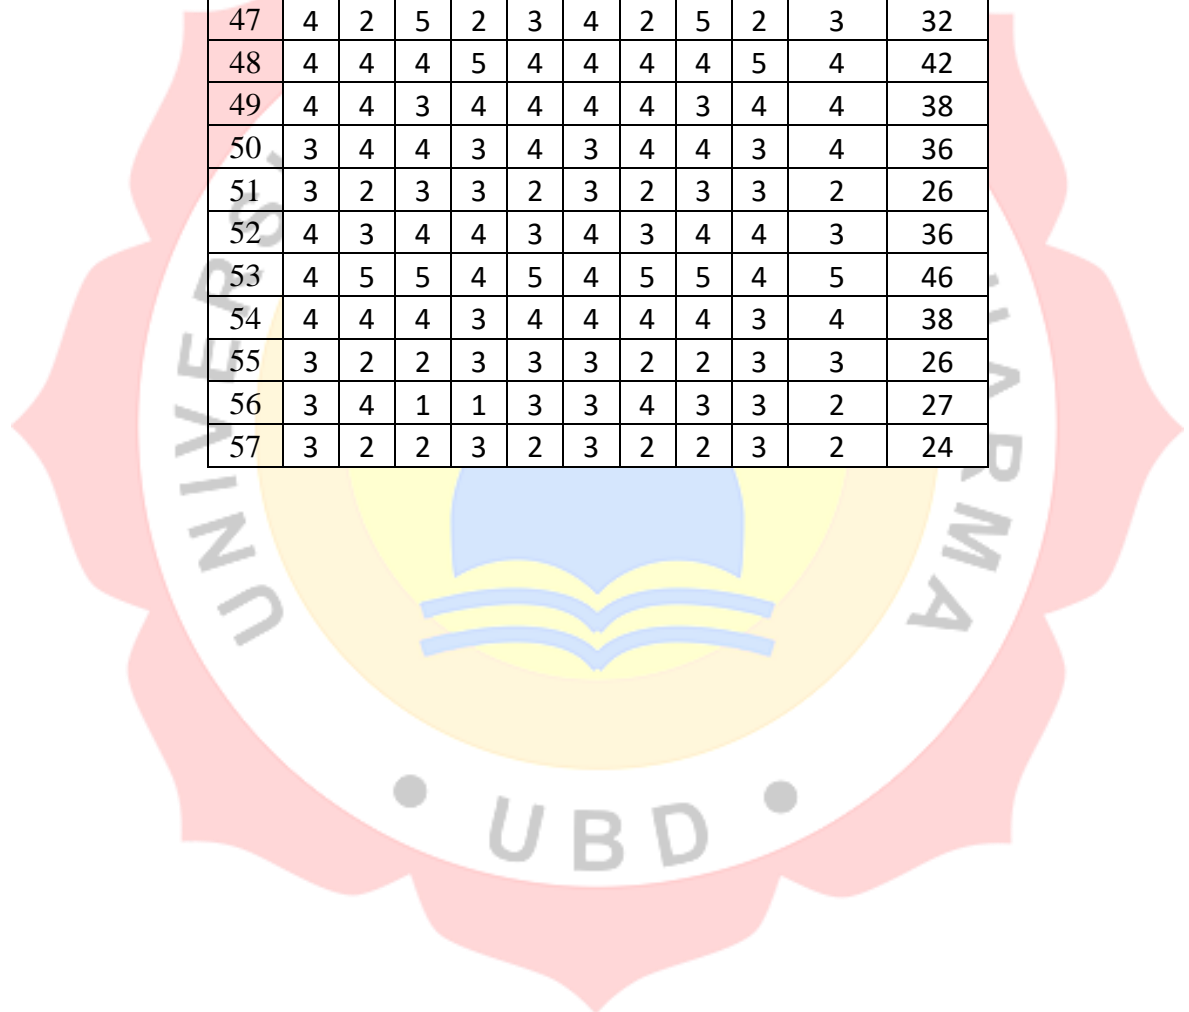 47 4 2 5 2 3 4 2 5 2 3 32
48 4 4 4 5 4 4 4 4 5 4 42
49 4 4 3 4 4 4 4 3 4 4 38
50 3 4 4 3 4 3 4 4 3 4 36
51 3 2 3 3 2 3 2 3 3 2 26
52 4 3 4 4 3 4 3 4 4 3 36
53 4 5 5 4 5 4 5 5 4 5 46
54 4 4 4 3 4 4 4 4 3 4 38
55 3 2 2 3 3 3 2 2 3 3 26
56 3 4 1 1 3 3 4 3 3 2 27
57 3 2 2 3 2 3 2 2 3 2 24
UBD